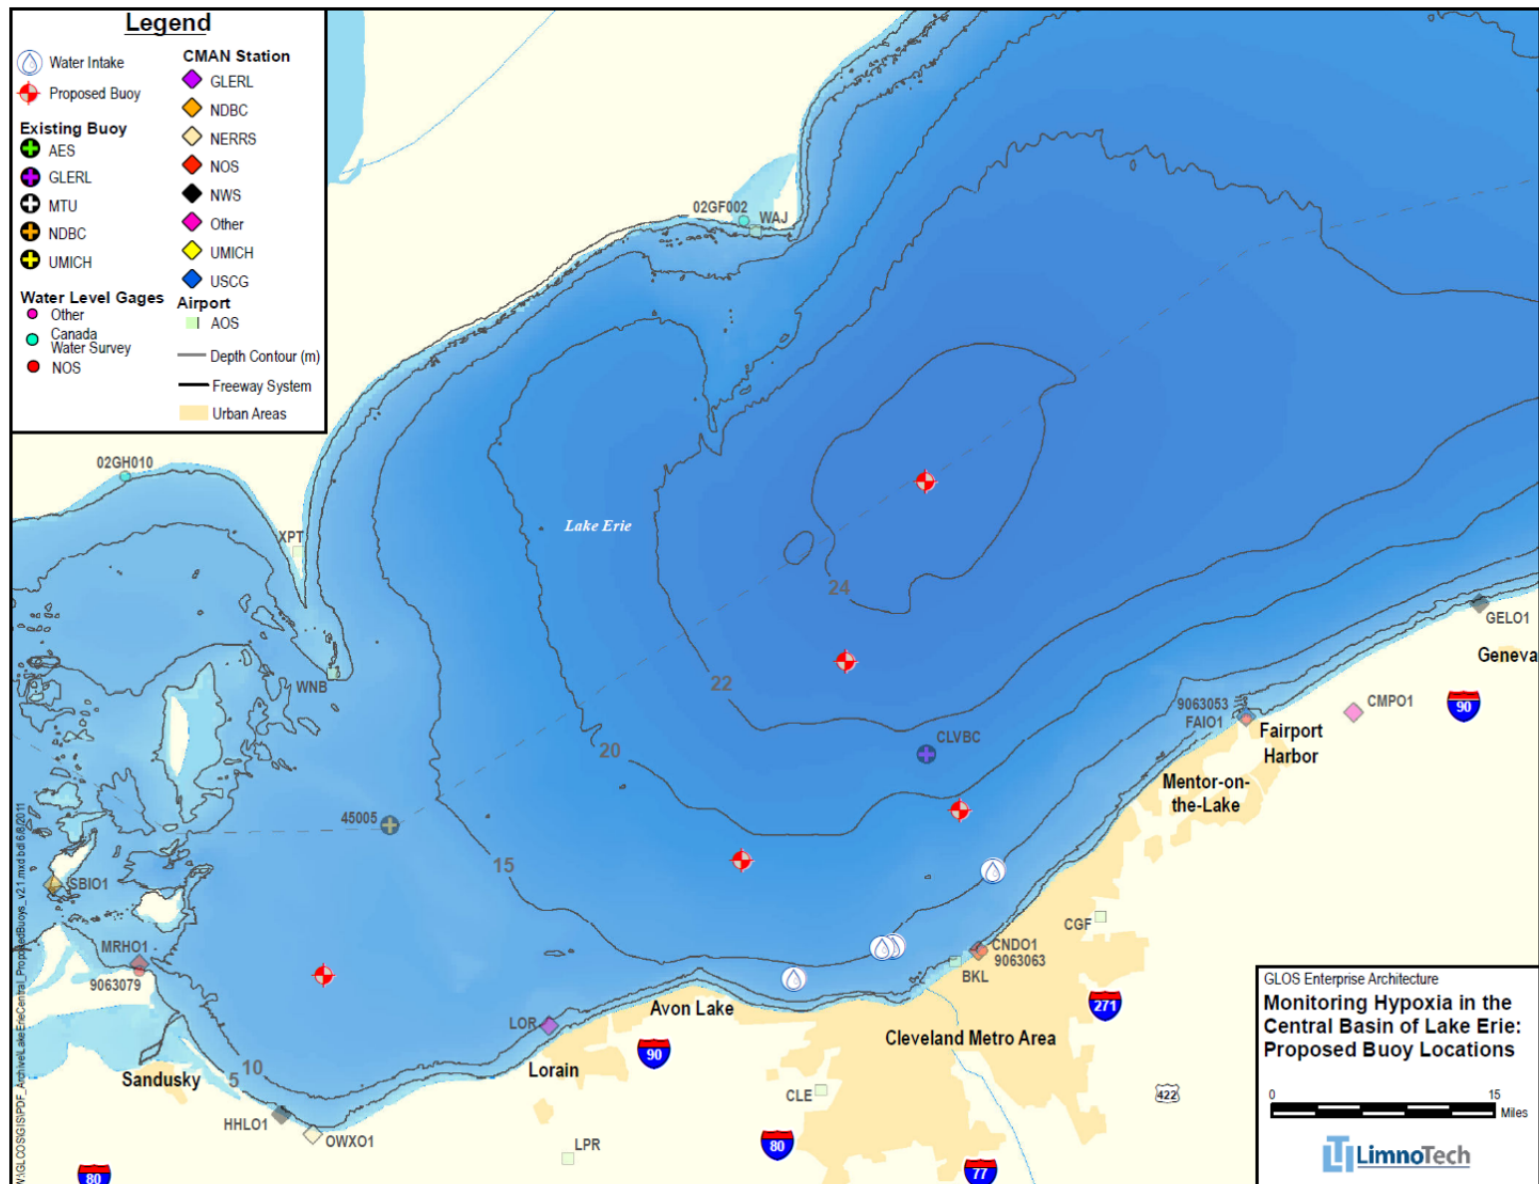 Legend
Water Intake
Proposed Buoy
Existing Buoy
AES
GLERL
MTU
NDBC
UMICH
Water Level Gages
Other
Canada
Water Survey
NOS
CMAN Station
GLERL
NDBC
NERRS
NOS
NWS
Other
UMICH
USCG
Airport
AOS
Depth Contour (m)
Freeway System
Urban Areas
02GF002
WAJ
02GH010
XPT
Lake Erie
24
GELO1
Geneva
WNB
22
9063053
FAIO1
CMPO1
90
Fairport
Harbor
CLVBC
20
Mentor-on-
the-Lake
45005
15
SBIO1
CGF
MRHO1
9063079
CNDO1
9063063
BKL
LOR
Avon Lake
271
Cleveland Metro Area
90
10
5
Sandusky
Lorain
CLE
422
HHLO1
OWXO1
LPR
80
80
77
GLOS Enterprise Architecture
Monitoring Hypoxia in the
Central Basin of Lake Erie:
Proposed Buoy Locations
0 15
Miles
LimnoTech